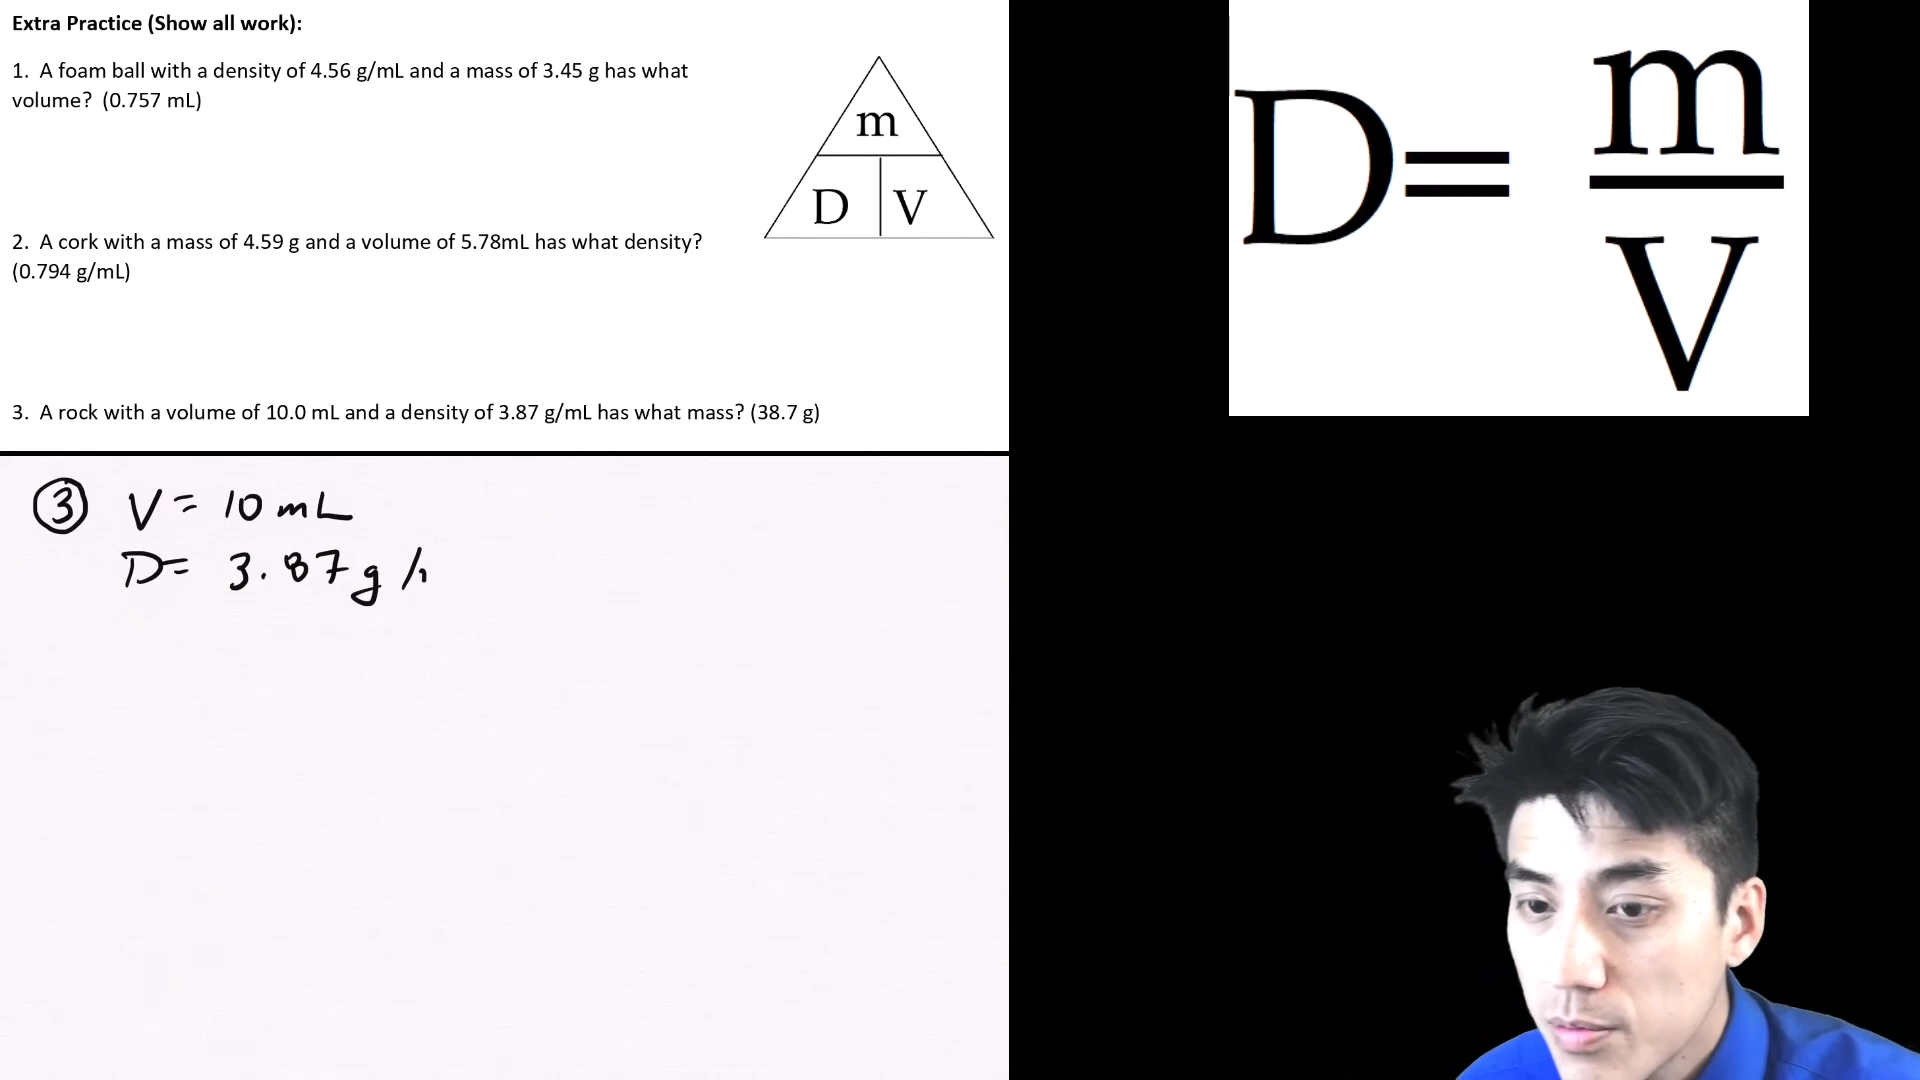 Extra Practice (Show all work):
1. A foam ball with a density of 4.56 g/mL and a mass of 3.45 g has what
volume? (0.757 mL)
m
D V
2. A cork with a mass of 4.59 g and a volume of 5.78mL has what density?
(0.794 g/mL)
3. A rock with a volume of 10.0 mL and a density of 3.87 g/mL has what mass? (38.7 g)
D= m
V
③ V = 10 mL
D= 3.87 g /